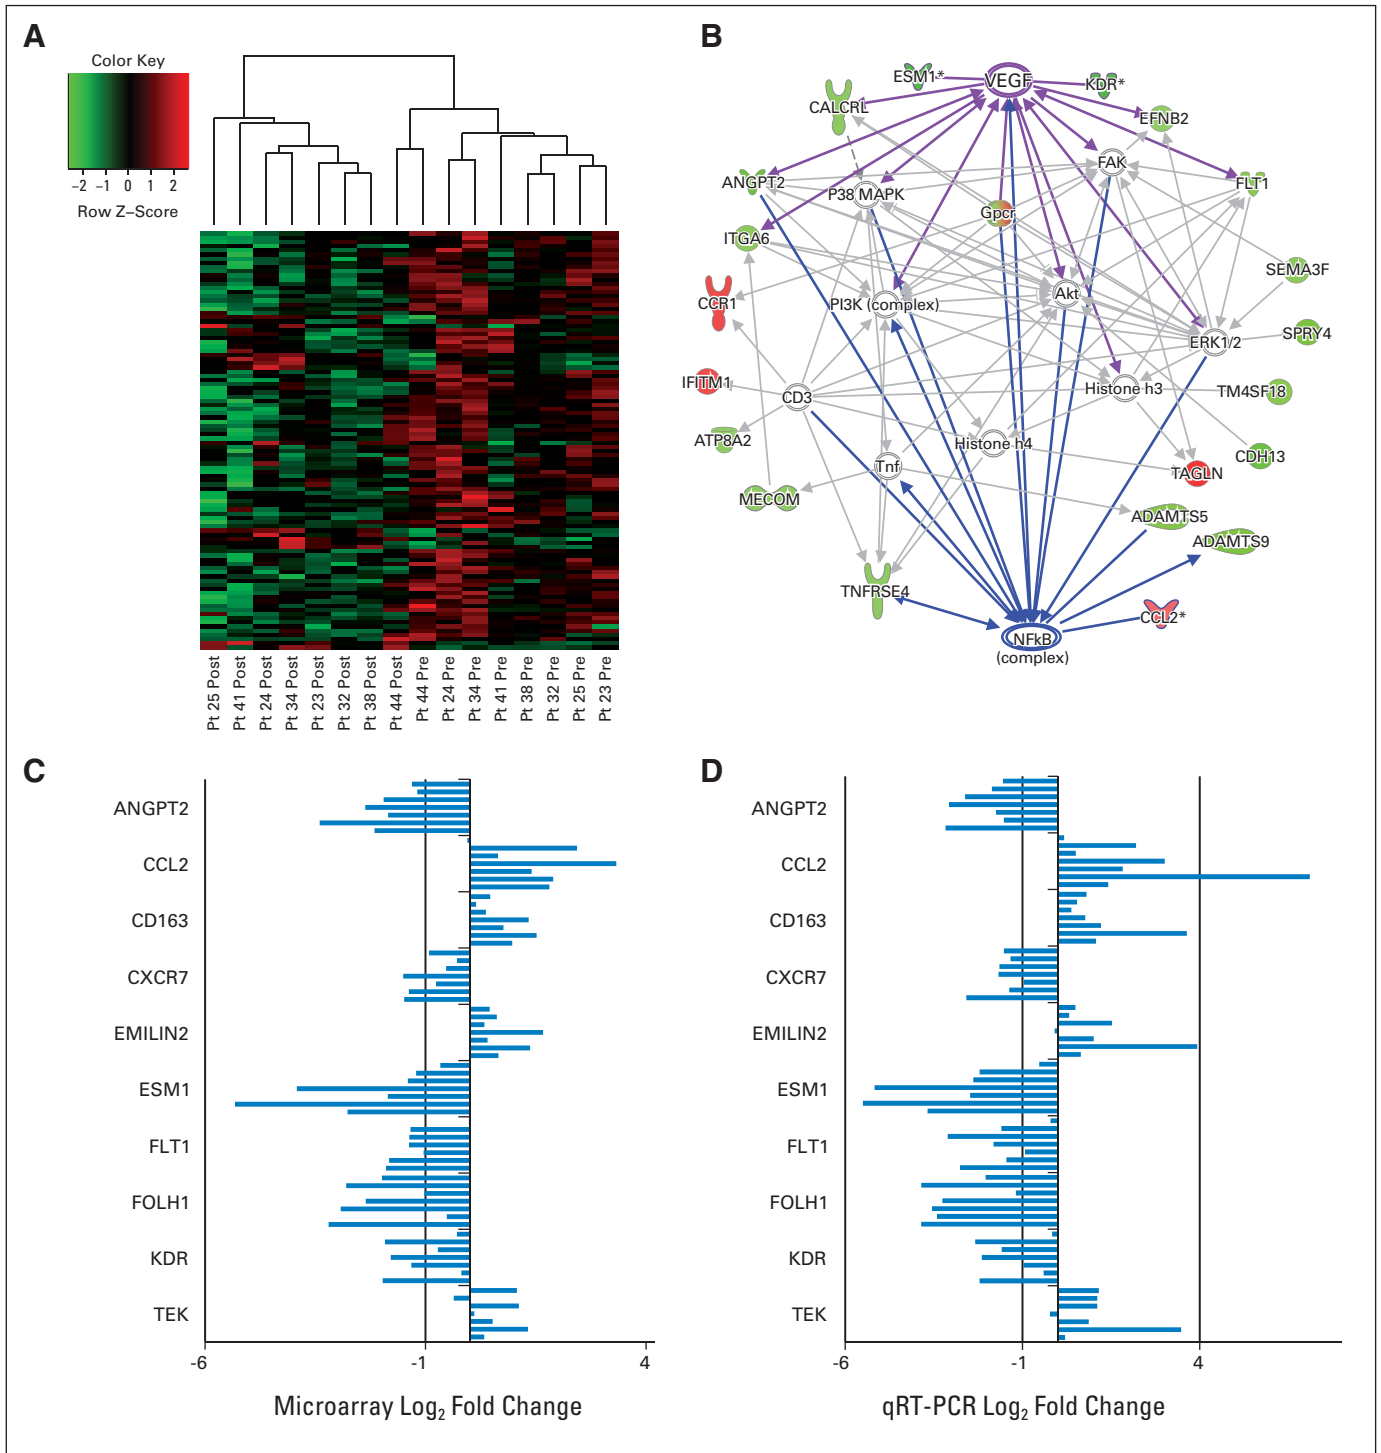 A
Color Key
−2 −1 0 1 2
Row Z−Score
Pt 25 Post
Pt 41 Post
Pt 24 Post
Pt 34 Post
Pt 23 Post
Pt 32 Post
Pt 38 Post
Pt 44 Post
Pt 44 Pre
Pt 24 Pre
Pt 34 Pre
Pt 41 Pre
Pt 38 Pre
Pt 32 Pre
Pt 25 Pre
Pt 23 Pre
B
ESM1*
VEGF
KDR*
CALCRL
EFNB2
FAK
ANGPT2
P38 MAPK
FLT1
Gpcr
ITGA6
SEMA3F
CCR1
PI3K (complex)
Akt
ERK1/2
SPRY4
IFITM1
CD3
Histone h3
TM4SF18
ATP8A2
Histone h4
CDH13
Tnf
TAGLN
MECOM
ADAMTS5
ADAMTS9
TNFRSE4
CCL2*
NFkB
(complex)
C
ANGPT2
CCL2
CD163
CXCR7
EMILIN2
ESM1
FLT1
FOLH1
KDR
TEK
-6 -1 4
Microarray Log2 Fold Change
D
ANGPT2
CCL2
CD163
CXCR7
EMILIN2
ESM1
FLT1
FOLH1
KDR
TEK
-6 -1 4
qRT-PCR Log2 Fold Change